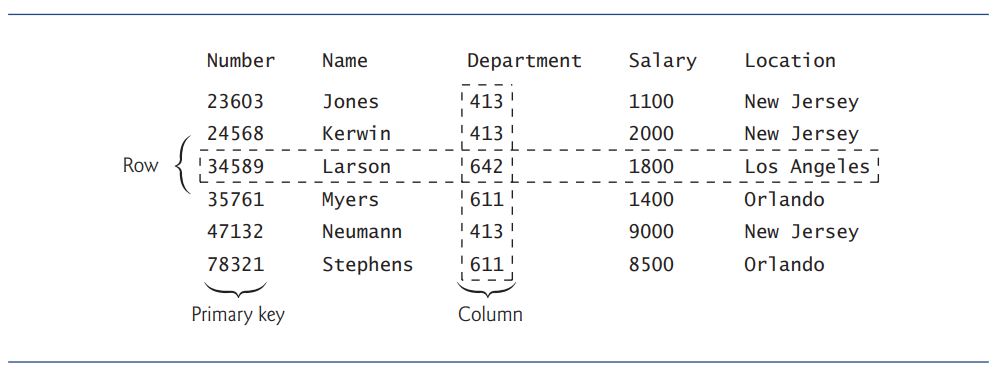 Number Name Department Salary Location
23603 Jones 413 1100 New Jersey
24568 Kerwin 413 2000 New Jersey
Row 34589 Larson 642 1800 Los Angeles
35761 Myers 611 1400 Orlando
47132 Neumann 413 9000 New Jersey
78321 Stephens 611 8500 Orlando
Primary key Column